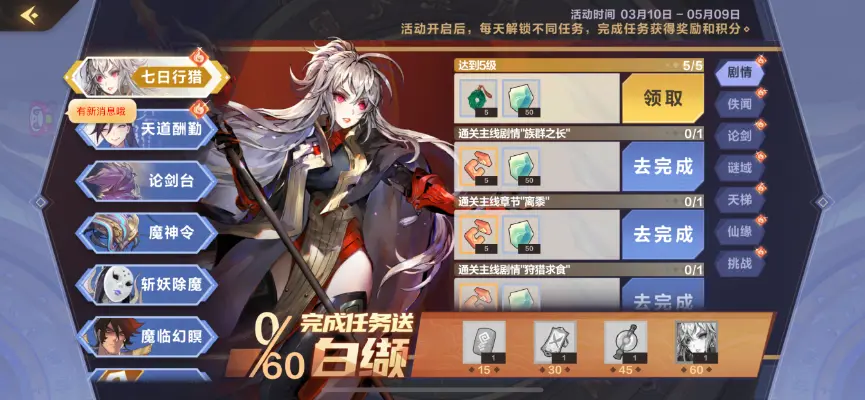 活动时间 03月10日 - 05月09日
活动开启后，每天解锁不同任务，完成任务获得奖励和积分
七日行猎
有新消息哦
天道酬勤
论剑台
魔神令
斩妖除魔
魔临幻瞑
达到5级
5/5
5
50
领取
通关主线剧情"族群之长"
0/1
5
50
去完成
通关主线章节"离黍"
0/1
5
50
去完成
通关主线剧情"狩猎求食"
0/1
去完成
剧情
佚闻
论剑
谜域
天梯
仙缘
挑战
0/60
完成任务送
白缬
1
15
1
30
1
45
1
60